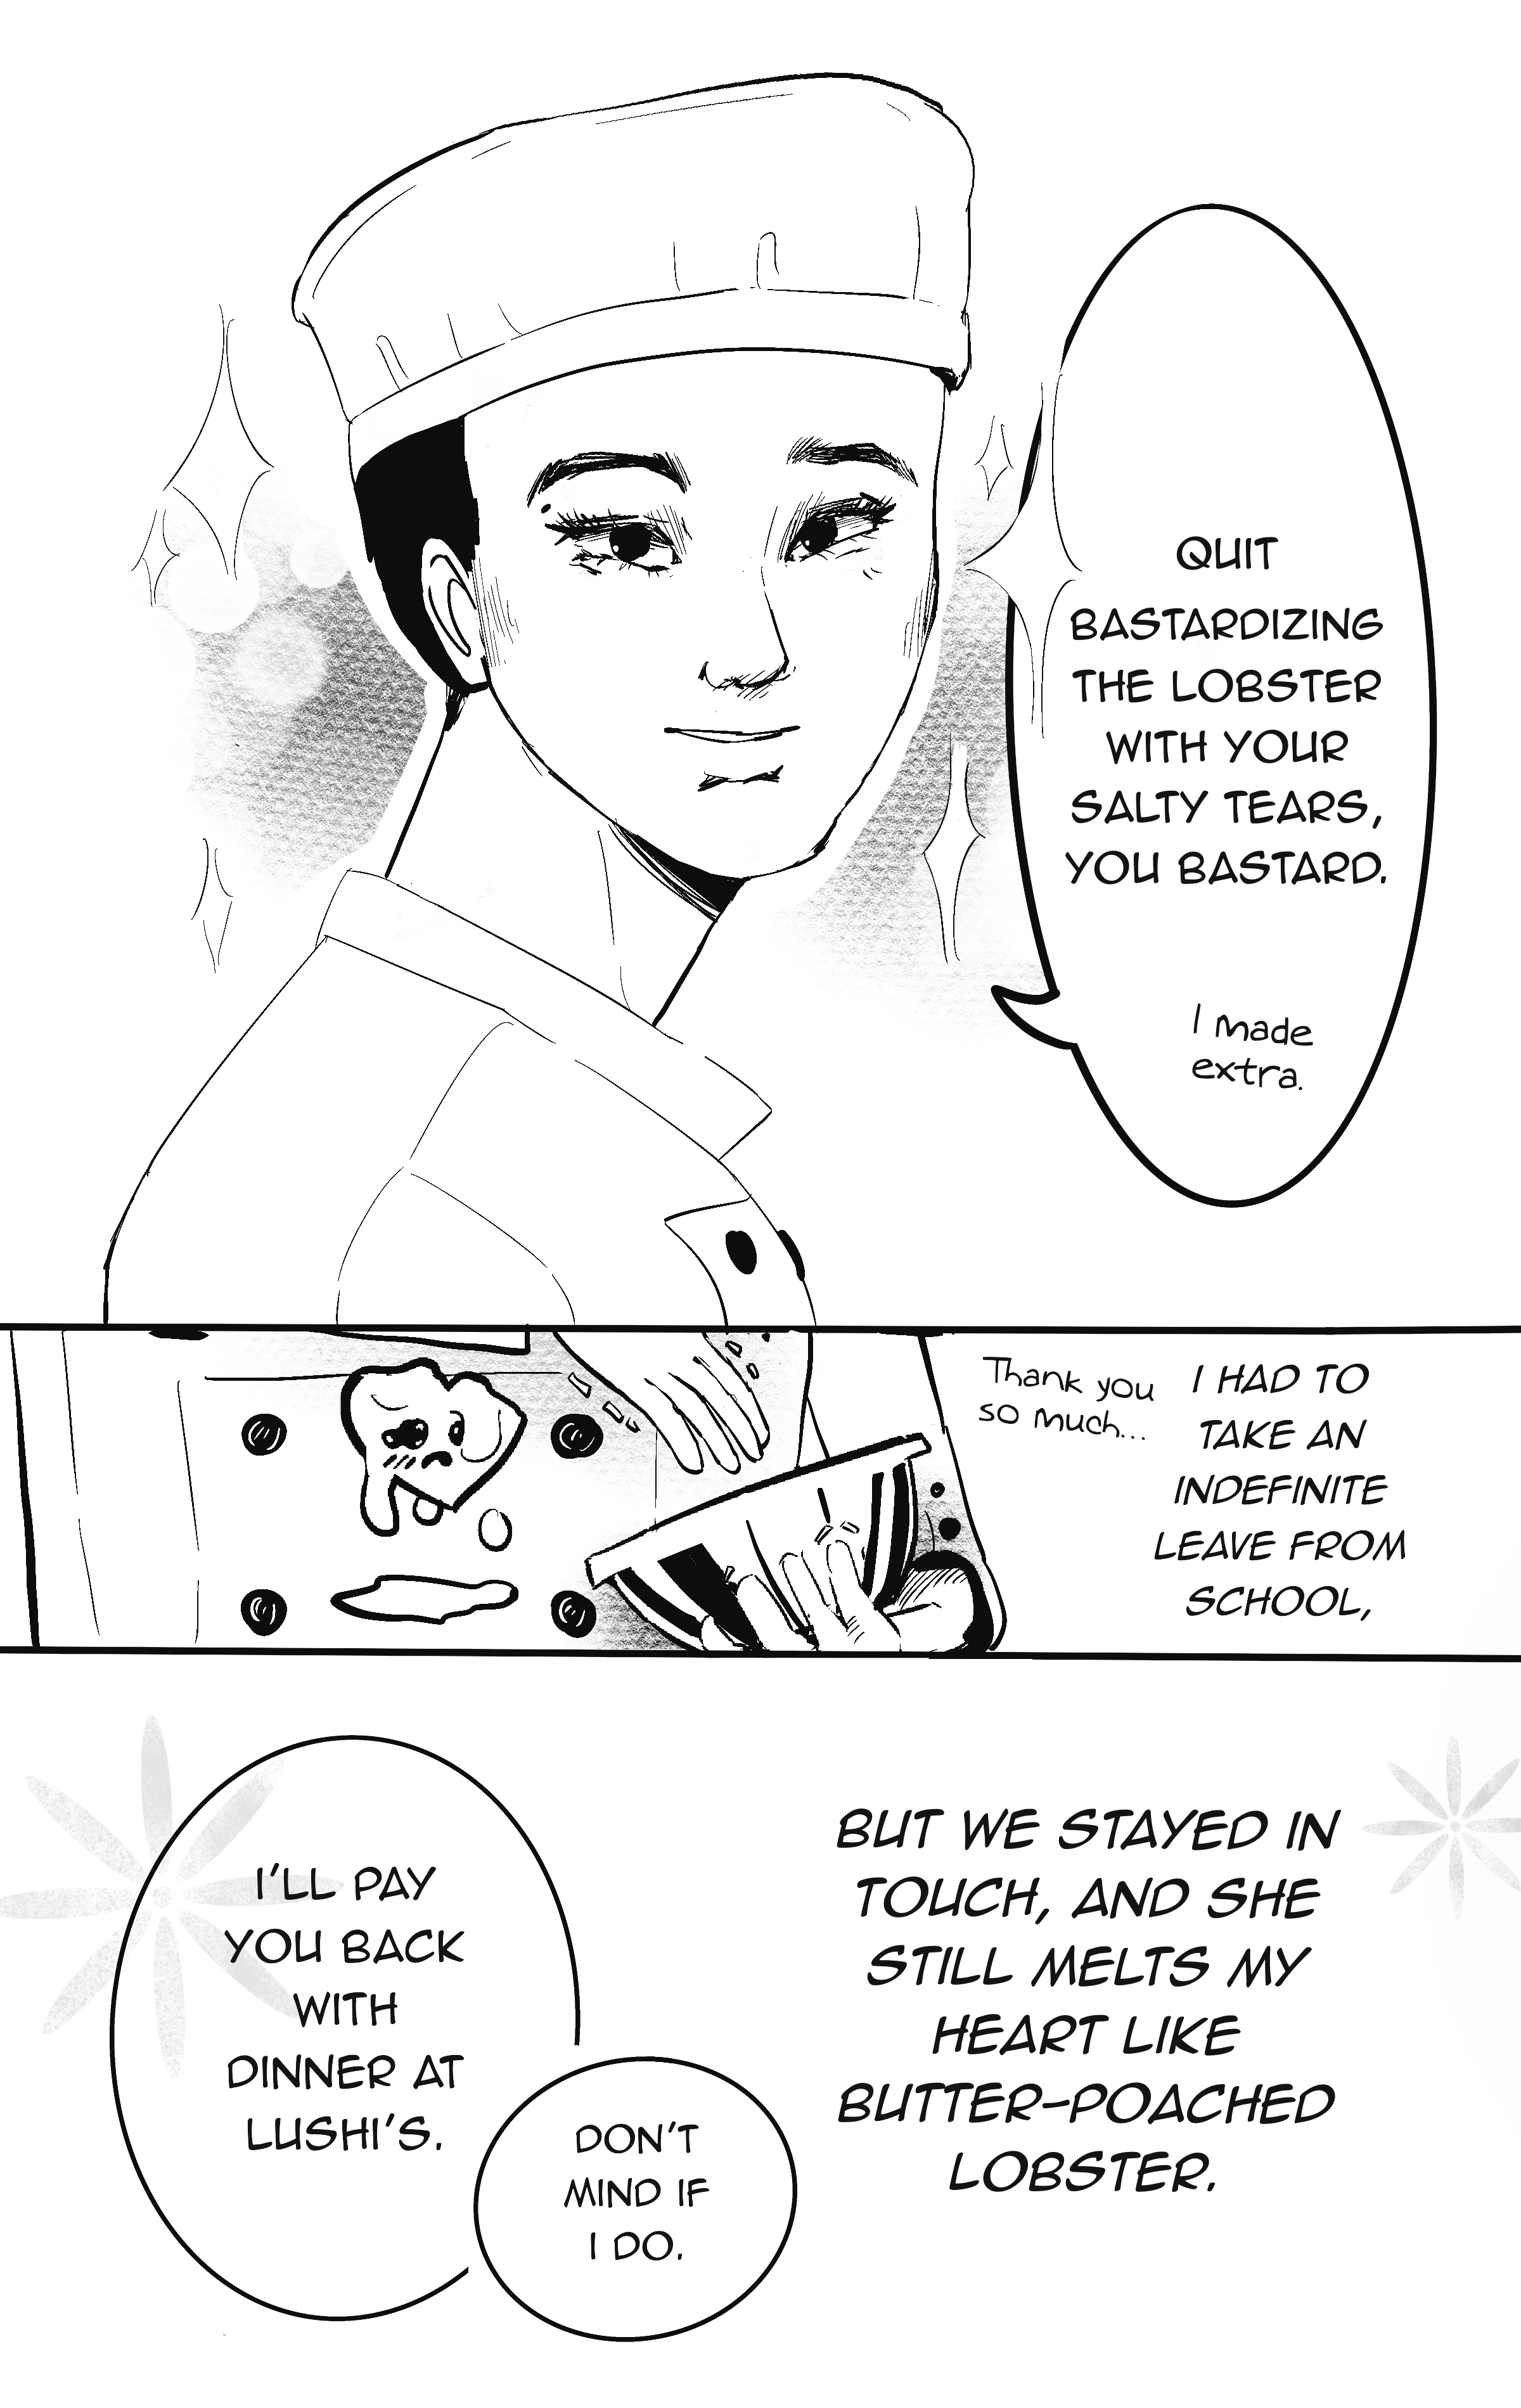 QUIT
BASTARDIZING
THE LOBSTER
WITH YOUR
SALTY TEARS,
YOU BASTARD.
I made
extra.
Thank you
so much...
I HAD TO
TAKE AN
INDEFINITE
LEAVE FROM
SCHOOL,
BUT WE STAYED IN
TOUCH, AND SHE
STILL MELTS MY
HEART LIKE
BUTTER-POACHED
LOBSTER.
I'LL PAY
YOU BACK
WITH
DINNER AT
LUSHI'S.
DON'T
MIND IF
I DO.